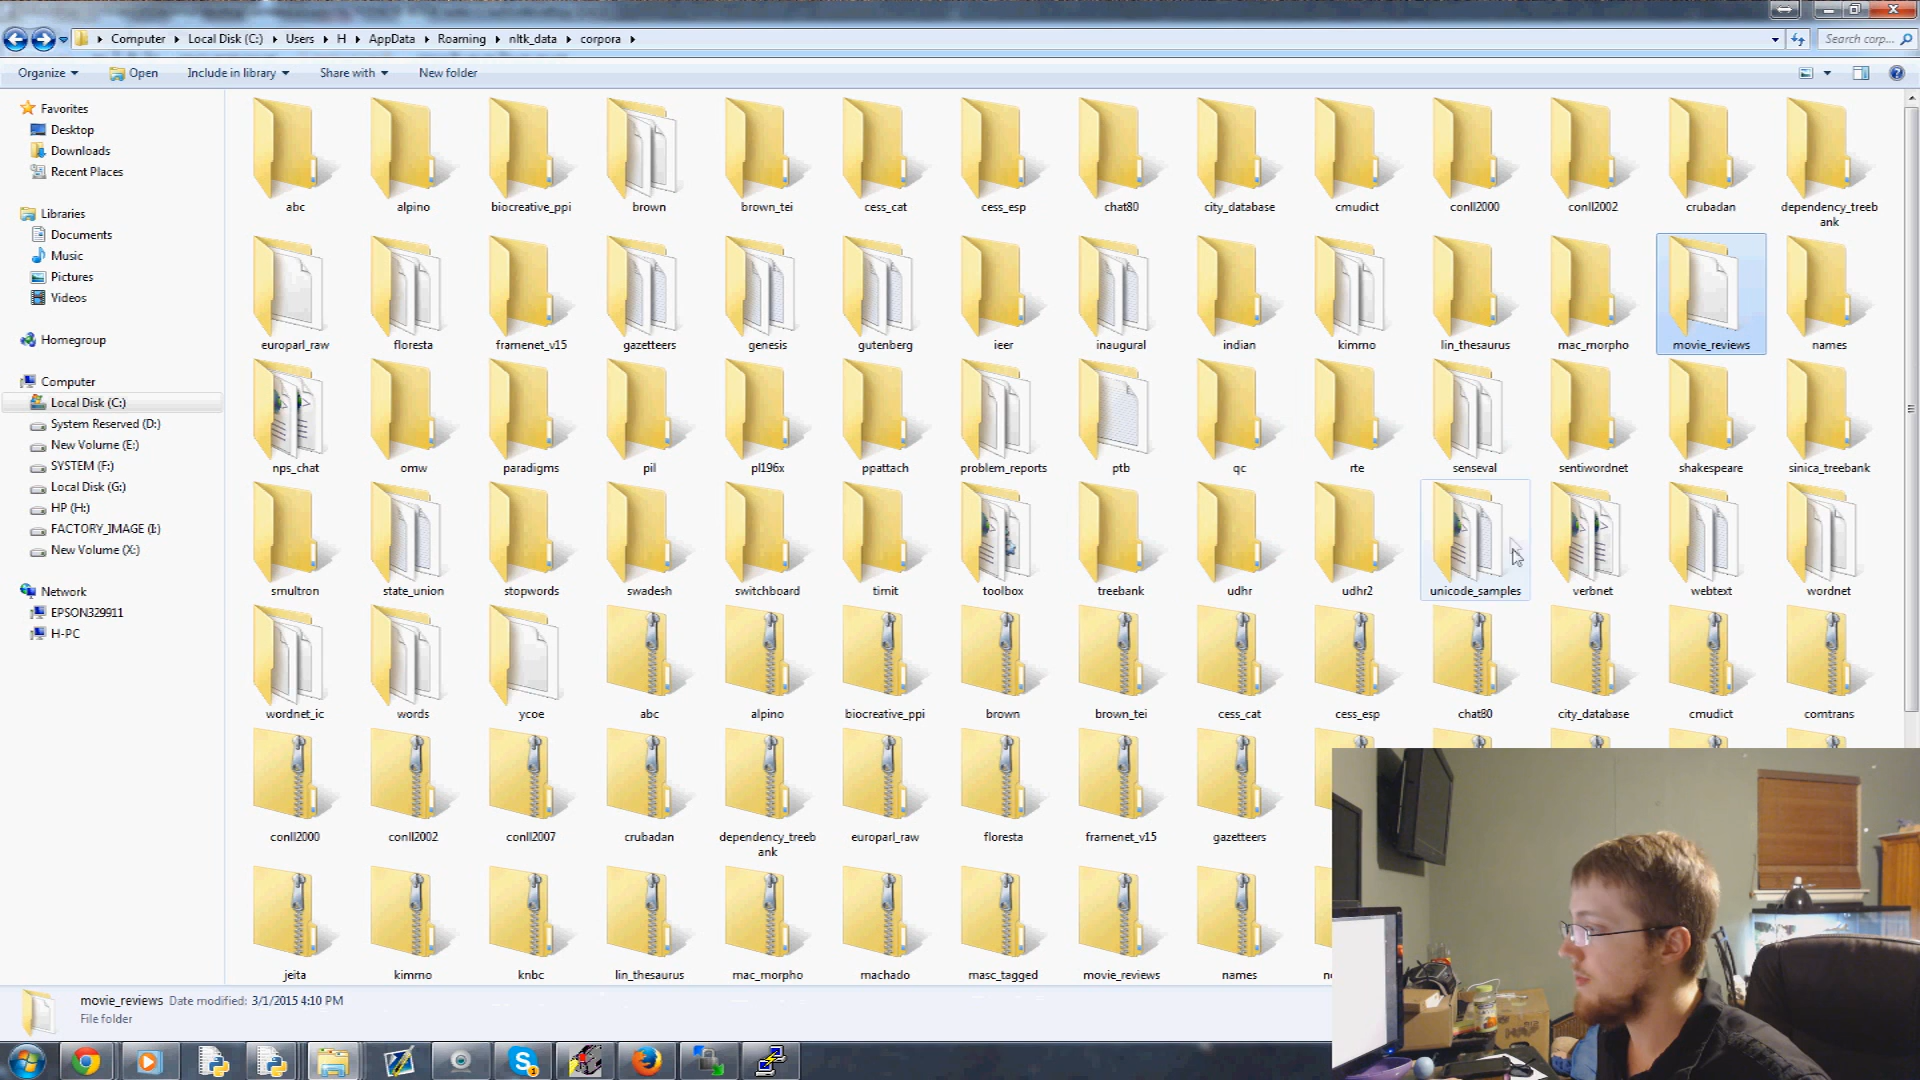 Computer Local Disk (C:) Users H AppData Roaming nltk_data corpora
Search corp...
Organize Open Include in library Share with New folder
Favorites
Desktop
Downloads
Recent Places
Libraries
Documents
Music
Pictures
Videos
Homegroup
Computer
Local Disk (C:)
System Reserved (D:)
New Volume (E:)
SYSTEM (F:)
Local Disk (G:)
HP (H:)
FACTORY_IMAGE (I:)
New Volume (X:)
Network
EPSON329911
H-PC
abc alpino biocreative_ppi brown brown_tei cess_cat cess_esp chat80 city_database cmudict conll2000 conll2002 crubadan dependency_treeb
ank
europarl_raw floresta framenet_v15 gazetteers genesis gutenberg ieer inaugural indian kimmo lin_thesaurus mac_morpho movie_reviews names
nps_chat omw paradigms pil pl196x ppattach problem_reports ptb qc rte senseval sentiwordnet shakespeare sinica_treebank
smultron state_union stopwords swadesh switchboard timit toolbox treebank udhr udhr2 unicode_samples verbnet webtext wordnet
wordnet_ic words ycoe abc alpino biocreative_ppi brown brown_tei cess_cat cess_esp chat80 city_database cmudict comtrans
conll2000 conll2002 conll2007 crubadan dependency_treeb europarl_raw floresta framenet_v15 gazetteers
ank
jeita kimmo knbc lin_thesaurus mac_morpho machado masc_tagged movie_reviews names
movie_reviews Date modified: 3/1/2015 4:10 PM
File folder